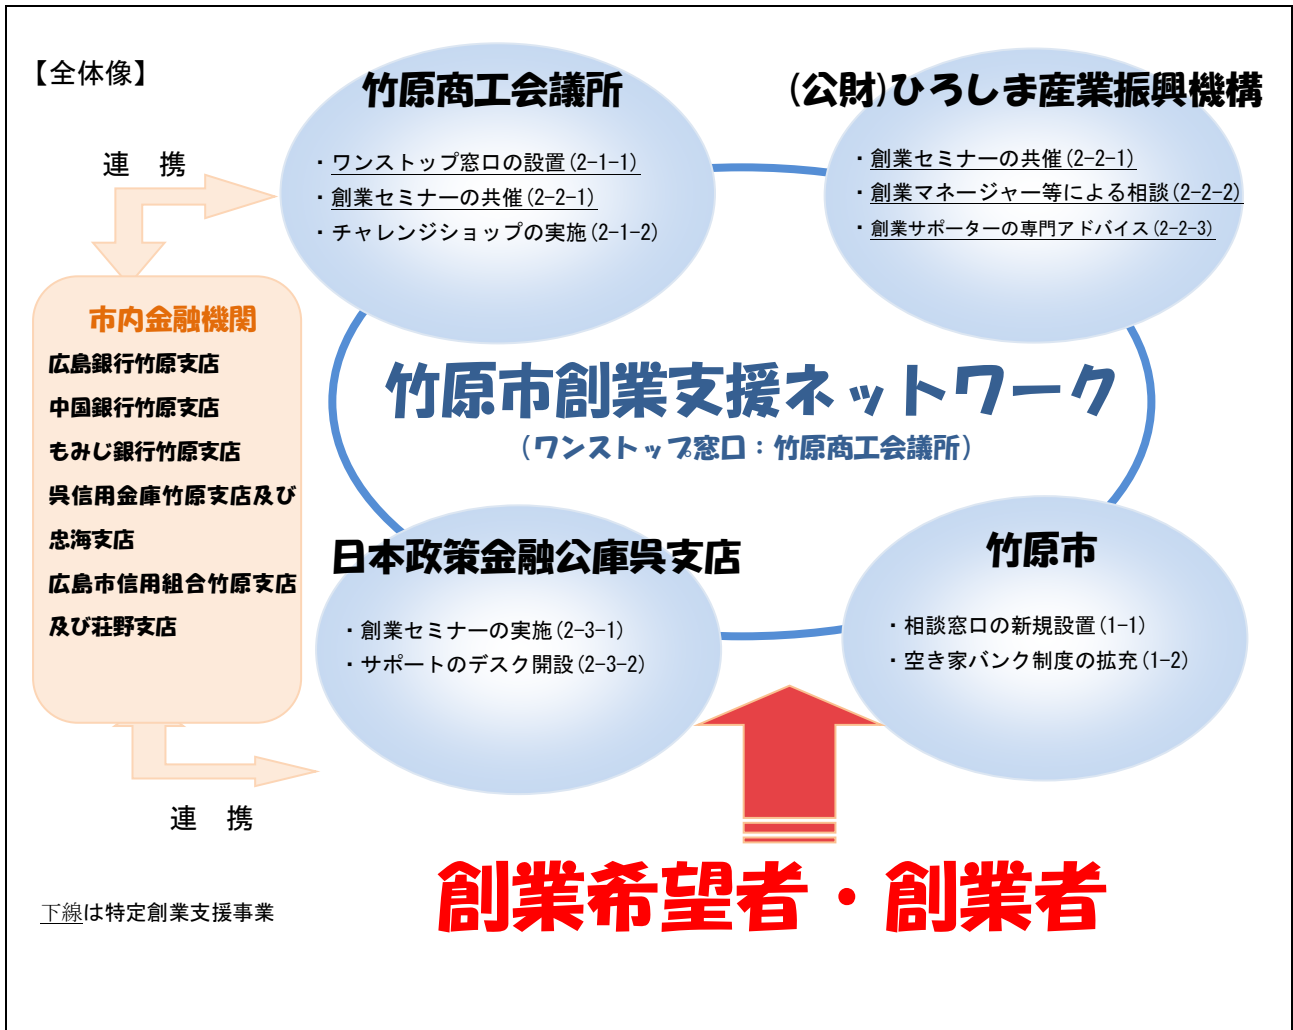 【全体像】
竹原商工会議所
・ワンストップ窓口の設置(2-1-1)
・創業セミナーの共催(2-2-1)
・チャレンジショップの実施(2-1-2)
(公財)ひろしま産業振興機構
・創業セミナーの共催(2-2-1)
・創業マネージャー等による相談(2-2-2)
・創業サポーターの専門アドバイス(2-2-3)
連 携
市内金融機関
広島銀行竹原支店
中国銀行竹原支店
もみじ銀行竹原支店
呉信用金庫竹原支店及び
忠海支店
広島市信用組合竹原支店
及び荘野支店
竹原市創業支援ネットワーク
(ワンストップ窓口:竹原商工会議所)
日本政策金融公庫呉支店
・創業セミナーの実施(2-3-1)
・サポートのデスク開設(2-3-2)
竹原市
・相談窓口の新規設置(1-1)
・空き家バンク制度の拡充(1-2)
連 携
創業希望者・創業者
下線は特定創業支援事業